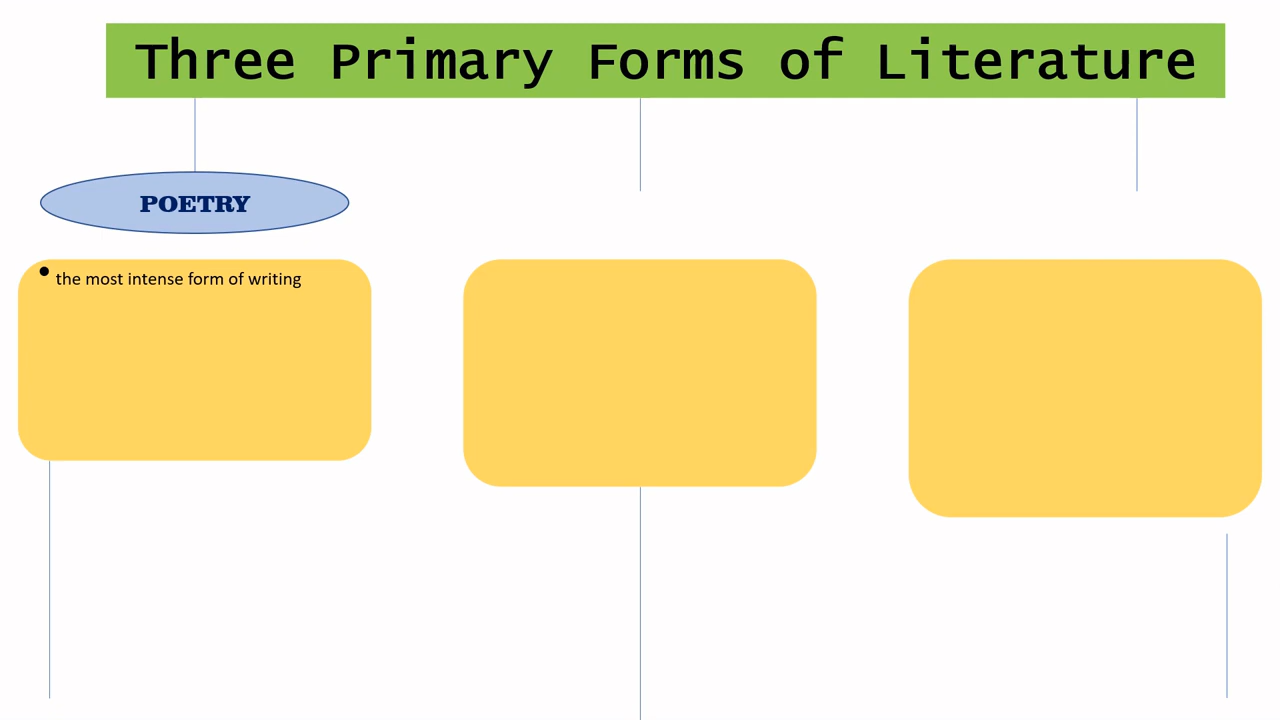 Three Primary Forms of Literature
POETRY
• the most intense form of writing